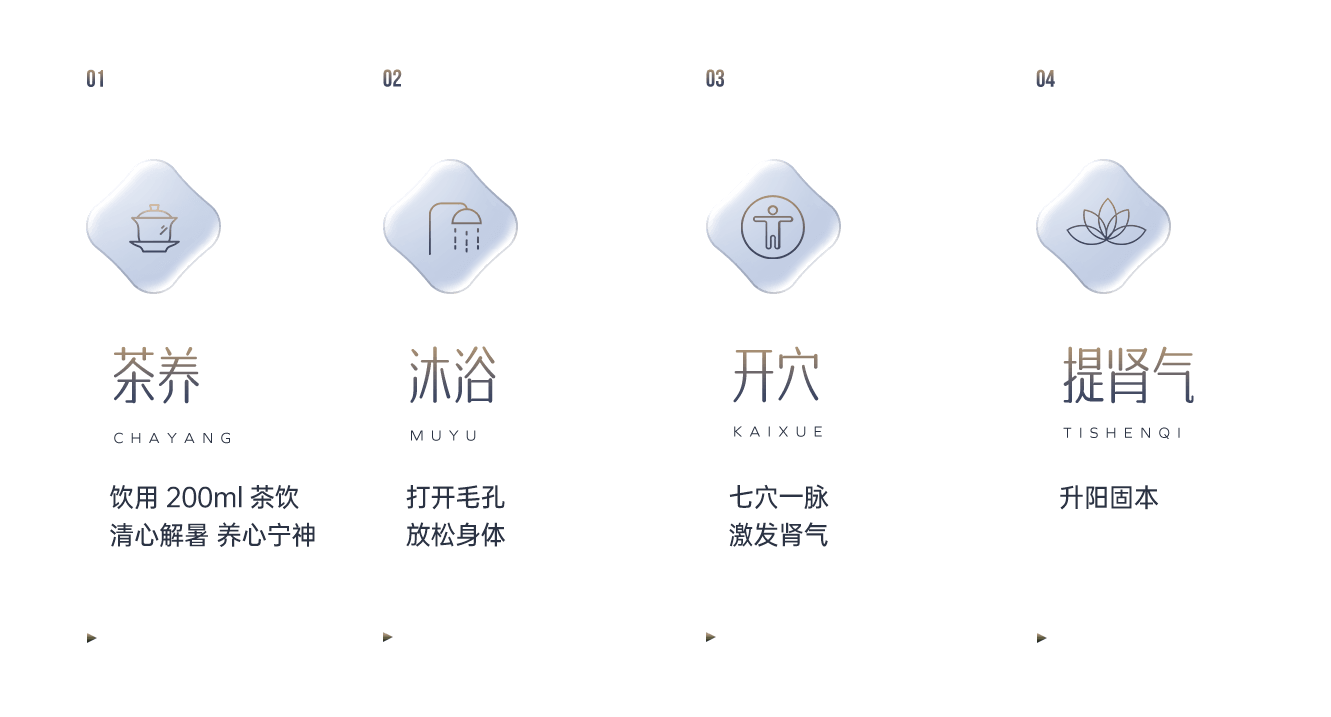 01
茶养
CHAYANG
饮用 200ml 茶饮
清心解暑 养心宁神
02
沐浴
MUYU
打开毛孔
放松身体
03
开穴
KAIXUE
七穴一脉
激发肾气
04
提肾气
TISHENQI
升阳固本